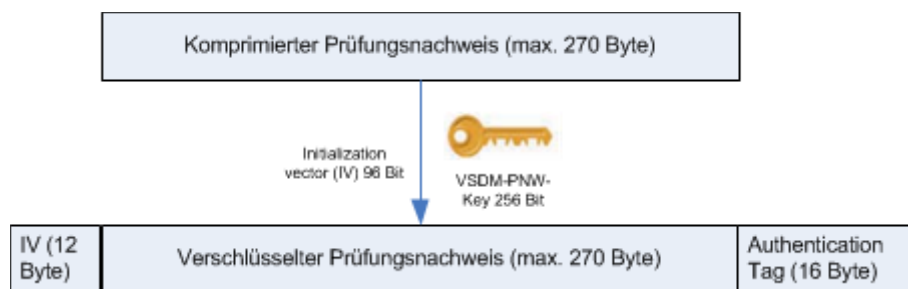 Komprimierter Prüfungsnachweis (max. 270 Byte)
Initialization
vector (IV) 96 Bit
VSDM-PNW-
Key 256 Bit
IV (12
Byte)
Verschlüsselter Prüfungsnachweis (max. 270 Byte)
Authentication
Tag (16 Byte)